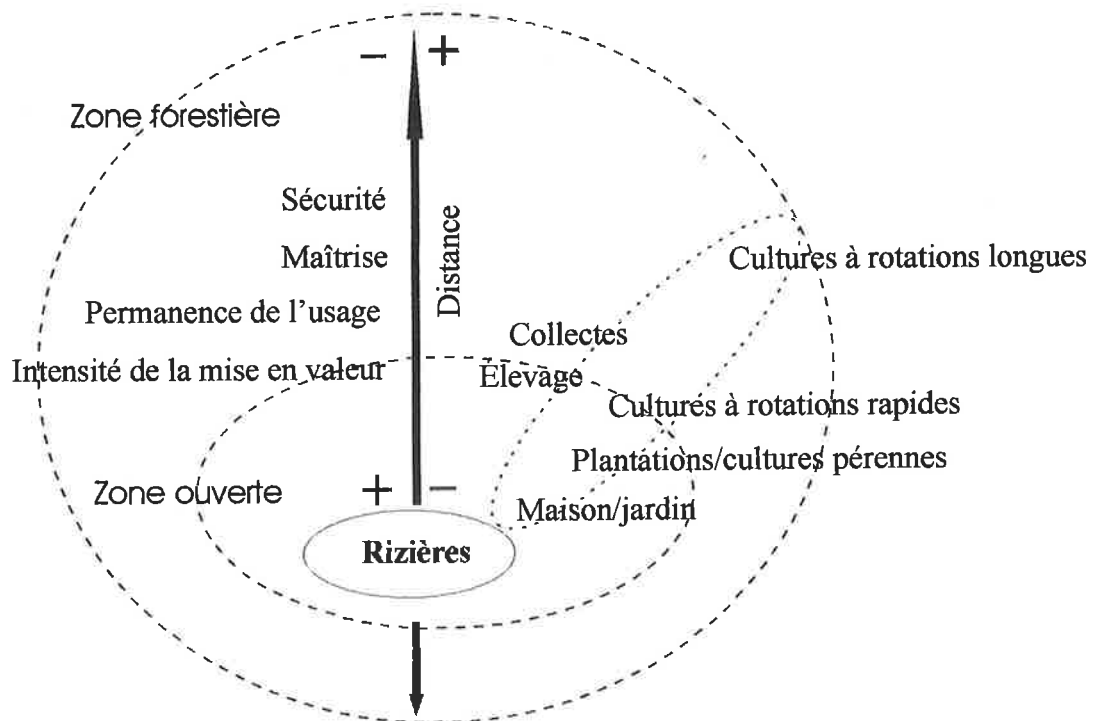 − +
Zone forestière
Sécurité
Distance
Maîtrise
Cultures à rotations longues
Permanence de l'usage
Collectes
Intensité de la mise en valeur
Élevage
Cultures à rotations rapides
Plantations/cultures pérennes
Zone ouverte
+ −
Maison/jardin
Rizières